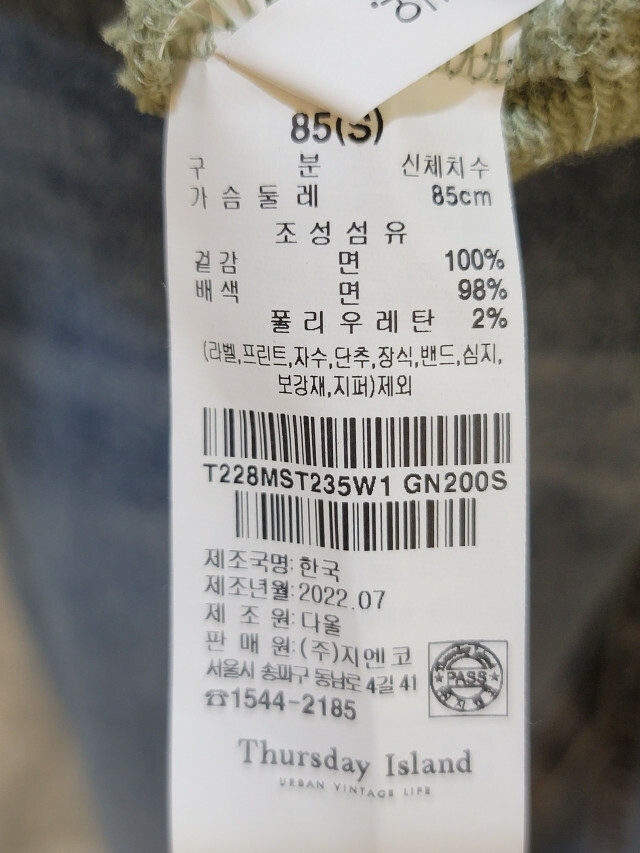 85(S)
구 분 신체치수
가슴둘레 85cm
조성섬유
겉감 면 100%
배색 면 98%
폴리우레탄 2%
(라벨,프린트,자수,단추,장식,밴드,심지,
보강재,지퍼)제외
T228MST235W1 GN200S
제조국명:한국
제조년월:2022.07
제 조 원:다올
판 매 원:(주)지엔코
서울시 송파구 동남로 4길 41
☎1544-2185
PASS
Thursday Island
URBAN VINTAGE LIFE